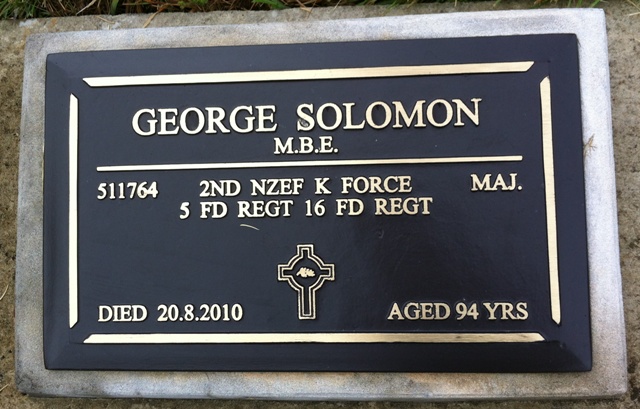 GEORGE SOLOMON
M.B.E.
511764 2ND NZEF K FORCE MAJ.
5 FD REGT 16 FD REGT
DIED 20.8.2010 AGED 94 YRS